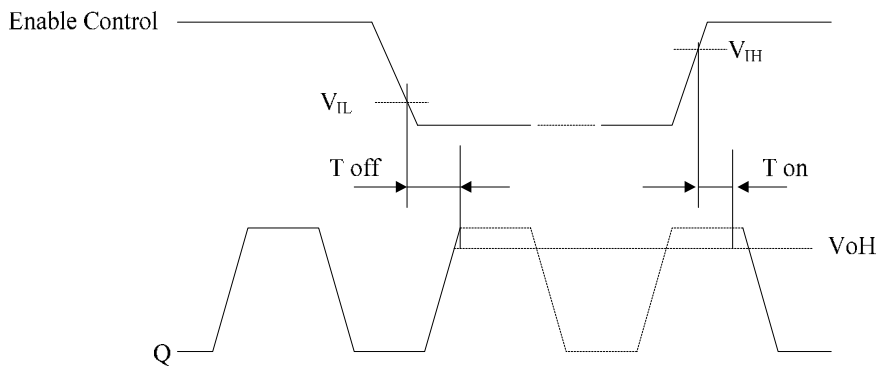 Enable Control
V_IH
V_IL
T off
T on
VoH
Q